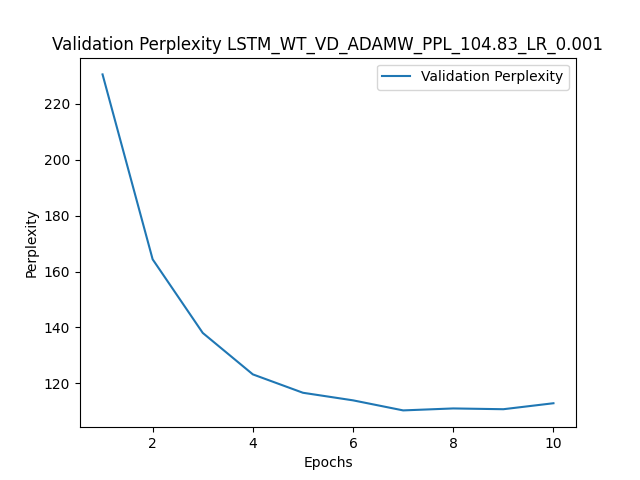 Validation Perplexity LSTM_WT_VD_ADAMW_PPL_104.83_LR_0.001
Validation Perplexity
220
200
180
160
140
120
Perplexity
2 4 6 8 10
Epochs